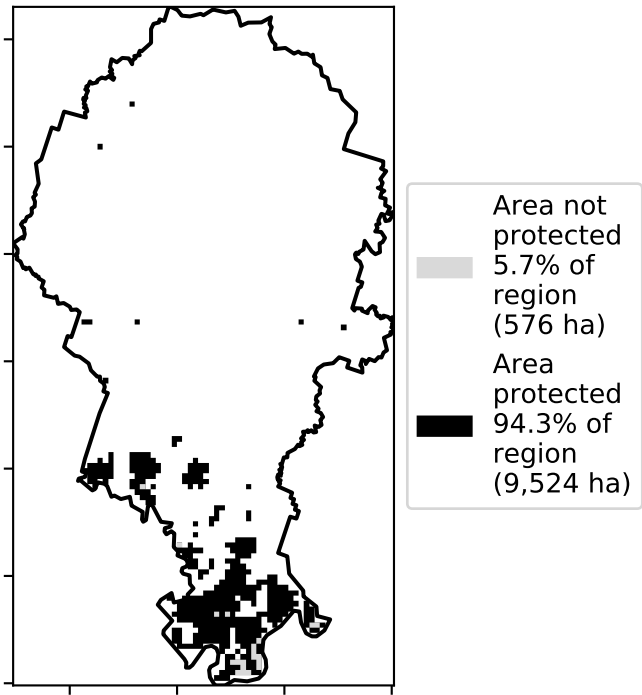 Area not
protected
5.7% of
region
(576 ha)
Area
protected
94.3% of
region
(9,524 ha)